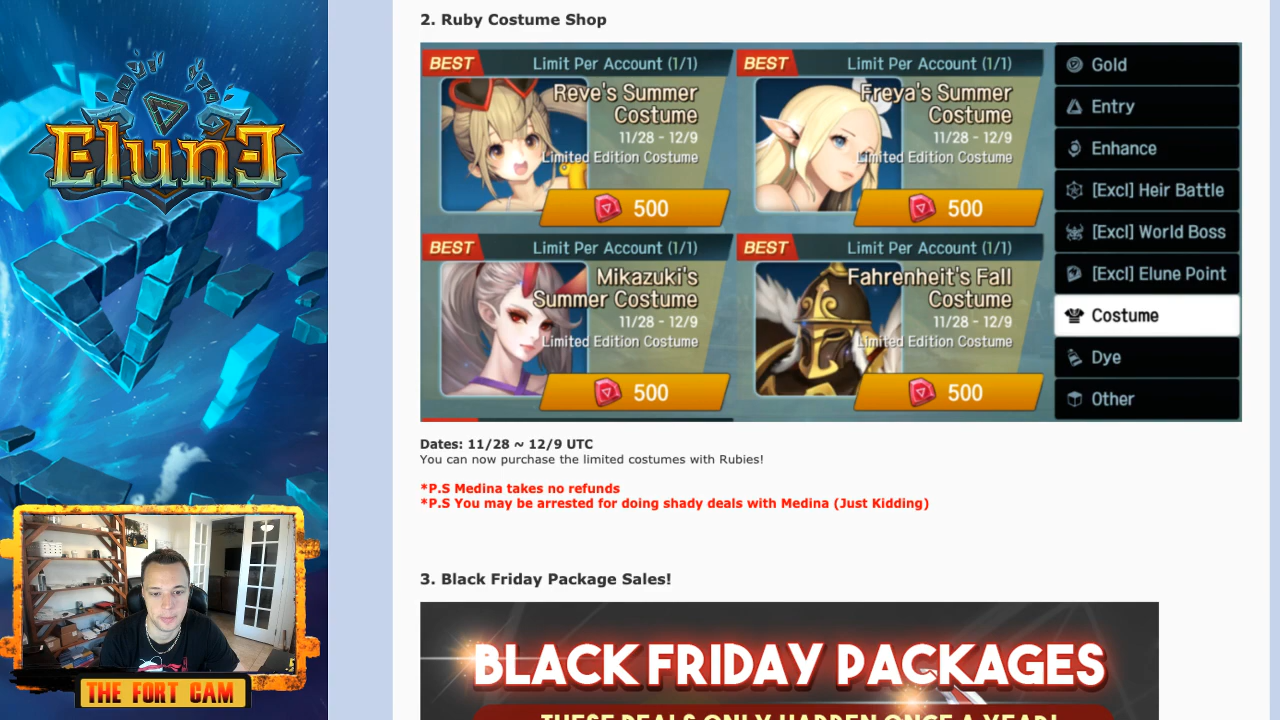 ElunE
THE FORT CAM
2. Ruby Costume Shop
BEST
Limit Per Account (1/1)
Reve's Summer
Costume
11/28 - 12/9
Limited Edition Costume
500
BEST
Limit Per Account (1/1)
Freya's Summer
Costume
11/28 - 12/9
Limited Edition Costume
500
BEST
Limit Per Account (1/1)
Mikazuki's
Summer Costume
11/28 - 12/9
Limited Edition Costume
500
BEST
Limit Per Account (1/1)
Fahrenheit's Fall
Costume
11/28 - 12/9
Limited Edition Costume
500
Gold
Entry
Enhance
[Excl] Heir Battle
[Excl] World Boss
[Excl] Elune Point
Costume
Dye
Other
Dates: 11/28 ~ 12/9 UTC
You can now purchase the limited costumes with Rubies!
*P.S Medina takes no refunds
*P.S You may be arrested for doing shady deals with Medina (Just Kidding)
3. Black Friday Package Sales!
BLACK FRIDAY PACKAGES
THESE DEALS ONLY HAPPEN ONCE A YEAR!